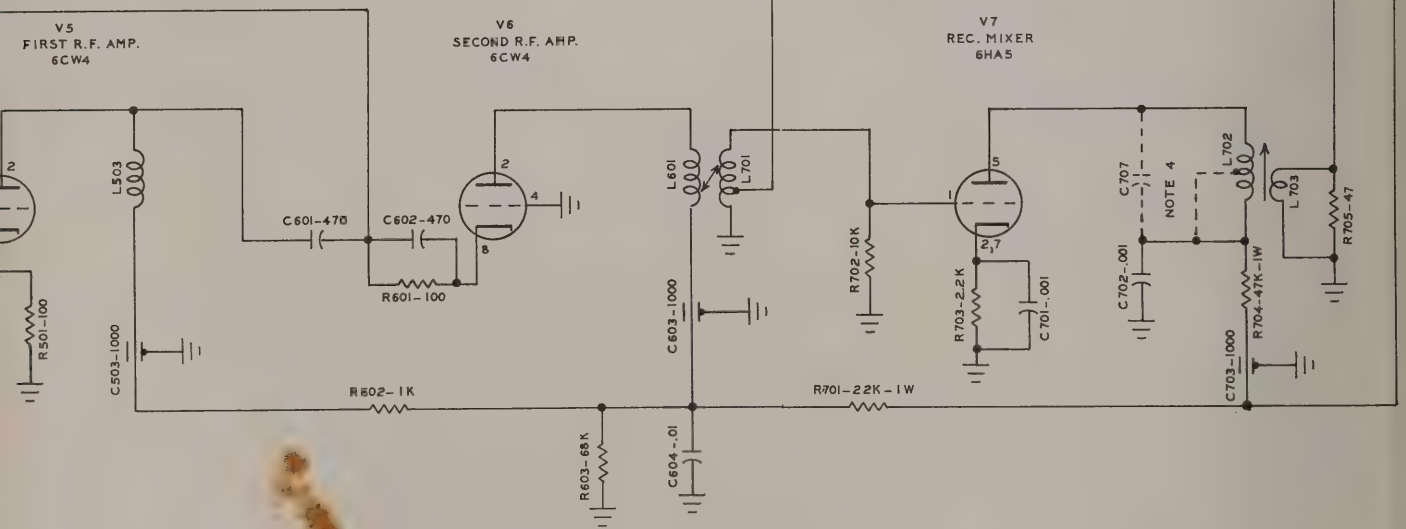 V5
FIRST R.F. AMP.
6CW4
V6
SECOND R.F. AMP.
6CW4
V7
REC. MIXER
6HA5
2
L503
C601-470
C602-470
R601-100
2
4
8
L601
L701
R702-10K
1
5
2,7
R703-2.2K
C701-.001
C707
NOTE 4
L702
L703
R705-47
C702-.001
R704-47K-1W
R501-100
C503-1000
C603-1000
C703-1000
R602-1K
R701-22K-1W
R603-68K
C604-.01